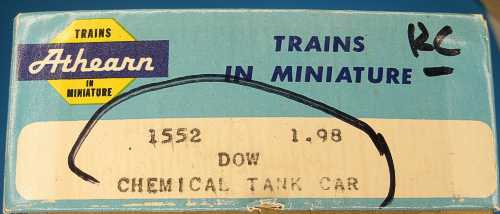 TRAINS
Athearn
IN
MINIATURE
TRAINS
IN MINIATURE
RC
1552 1.98
DOW
CHEMICAL TANK CAR